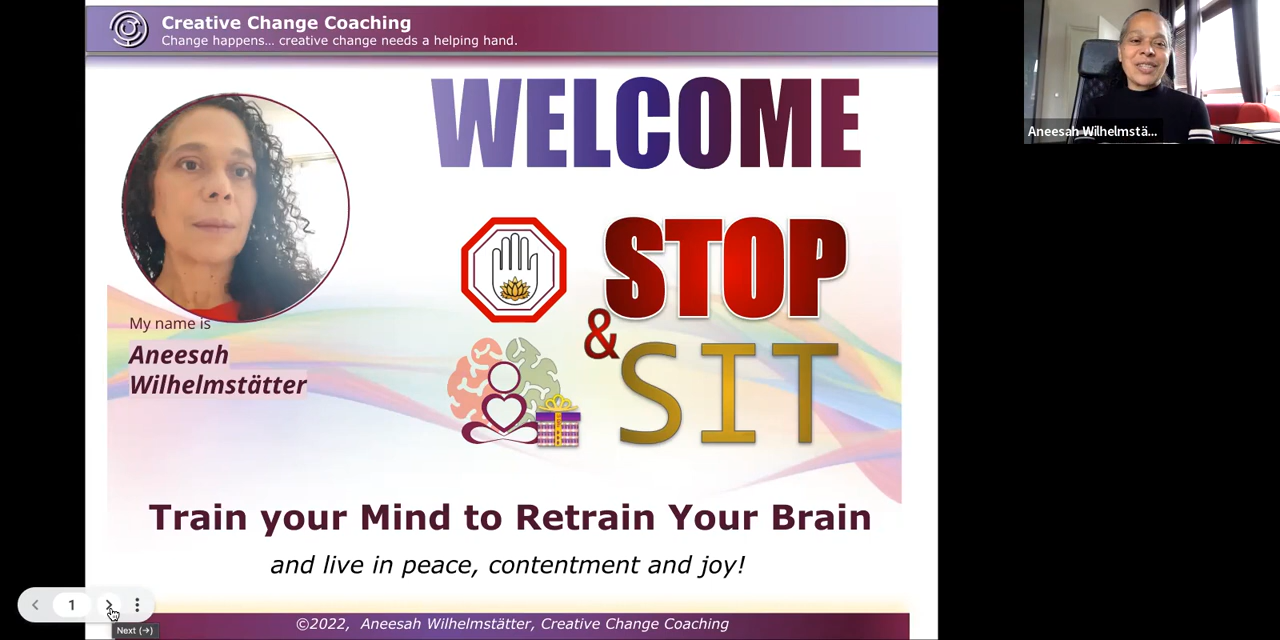 Creative Change Coaching
Change happens… creative change needs a helping hand.
WELCOME
Aneesah Wilhelmstä...
STOP
& SIT
My name is
Aneesah
Wilhelmstätter
Train your Mind to Retrain Your Brain
and live in peace, contentment and joy!
1
Next (→)
©2022, Aneesah Wilhelmstätter, Creative Change Coaching